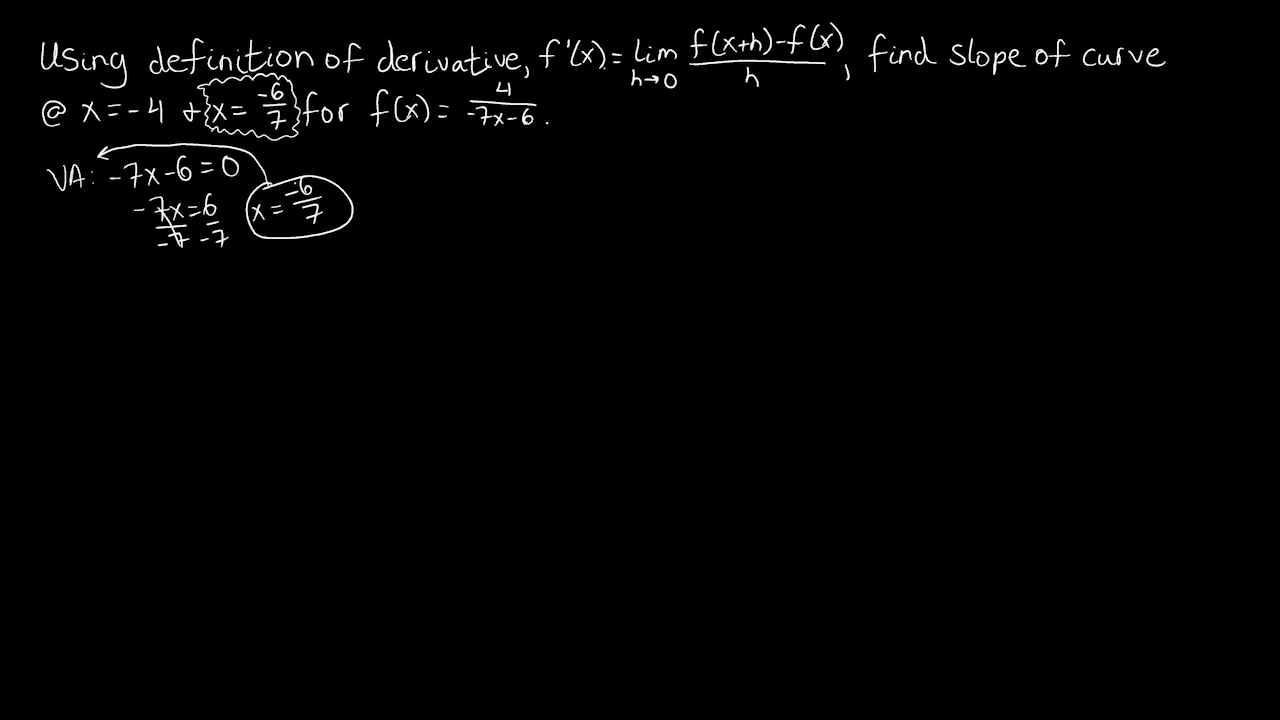 Using definition of derivative, f'(x) = lim h→0 f(x+h)-f(x) / h, find slope of curve
@ x = -4 & x = -6/7 for f(x) = 4/(-7x-6).
VA: -7x-6=0
-7x=6 x = -6/7
-7 -7